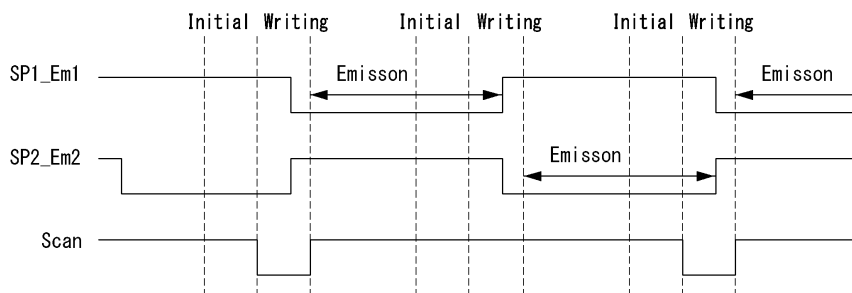 Initial Writing Initial Writing Initial Writing
SP1_Em1 Emisson Emisson
SP2_Em2 Emisson
Scan